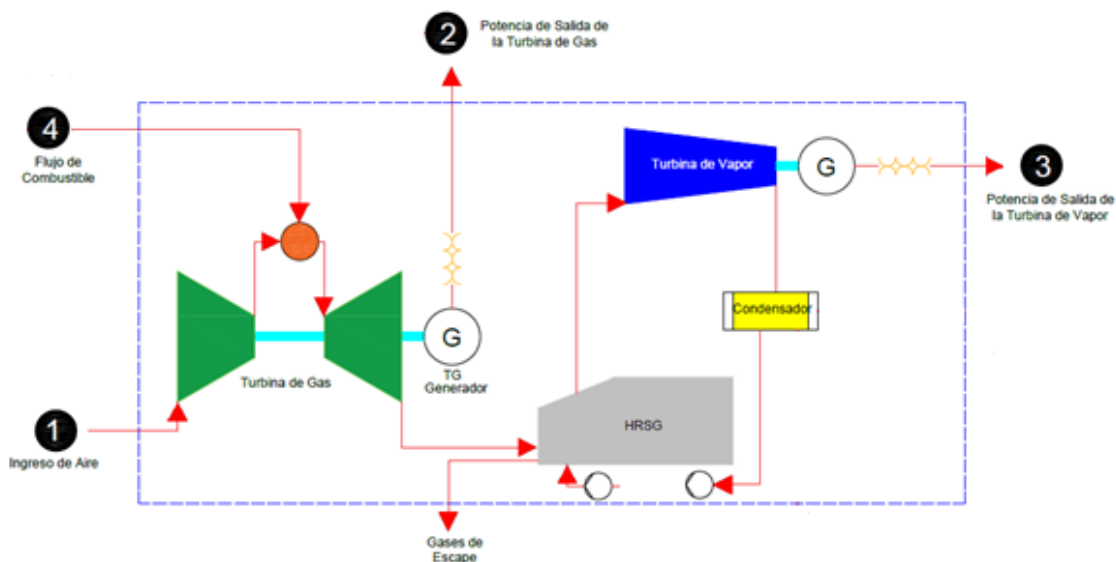 2
Potencia de Salida de
la Turbina de Gas
4
Flujo de
Combustible
Turbina de Vapor
G
3
Potencia de Salida de
la Turbina de Vapor
Condensador
G
TG
Generador
Turbina de Gas
1
Ingreso de Aire
HRSG
Gases de
Escape